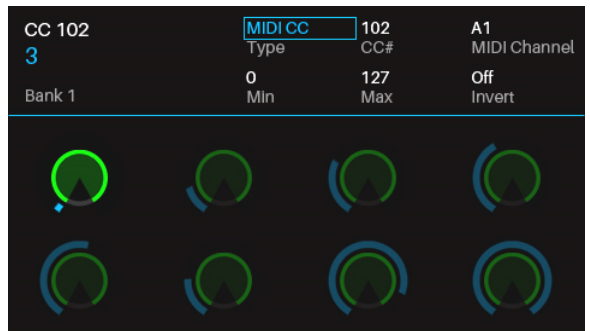 CC 102
3
Bank 1
MIDI CC 102 A1
Type CC# MIDI Channel
0 127 Off
Min Max Invert